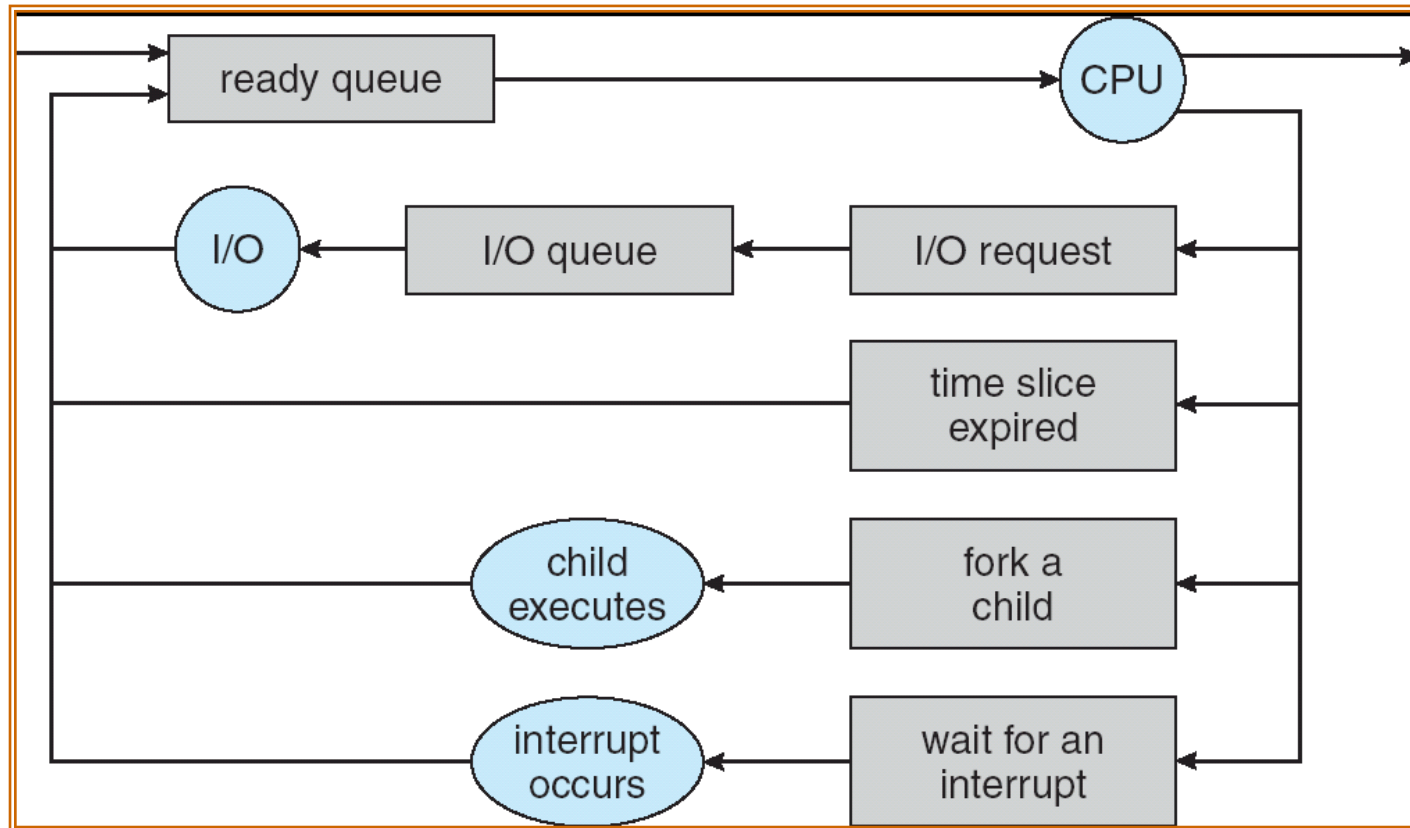 ready queue
CPU
I/O
I/O queue
I/O request
time slice
expired
child
executes
fork a
child
interrupt
occurs
wait for an
interrupt